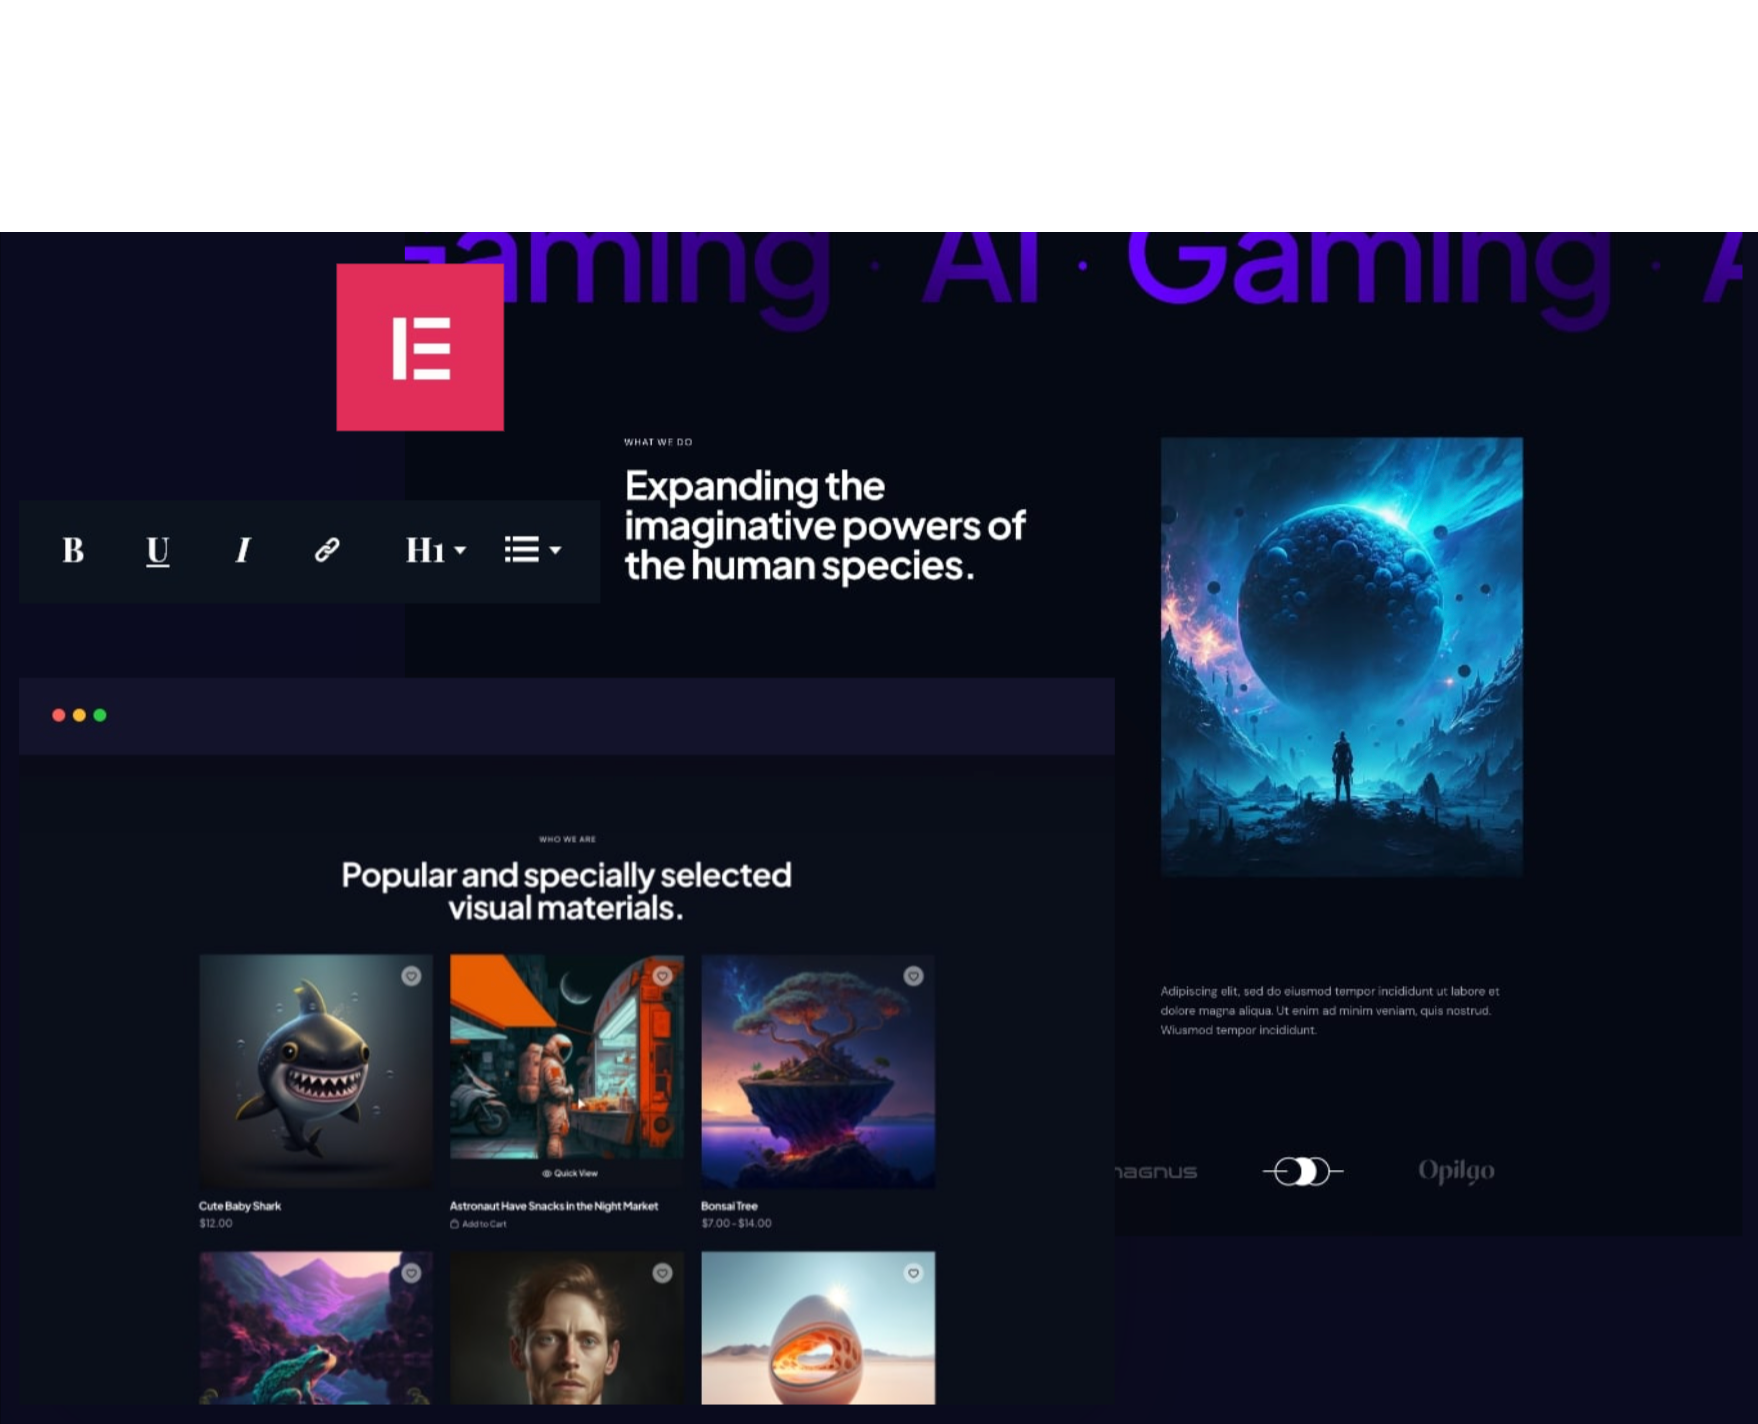 Gaming · AI · Gaming ·
WHAT WE DO
Expanding the
imaginative powers of
the human species.
B U I H1
WHO WE ARE
Popular and specially selected
visual materials.
Quick View
Cute Baby Shark
$12.00
Astronaut Have Snacks in the Night Market
Add to Cart
Bonsai Tree
$7.00 - $14.00
Adipiscing elit, sed do eiusmod tempor incididunt ut labore et
dolore magna aliqua. Ut enim ad minim veniam, quis nostrud.
Wiusmod tempor incididunt.
Opilgo